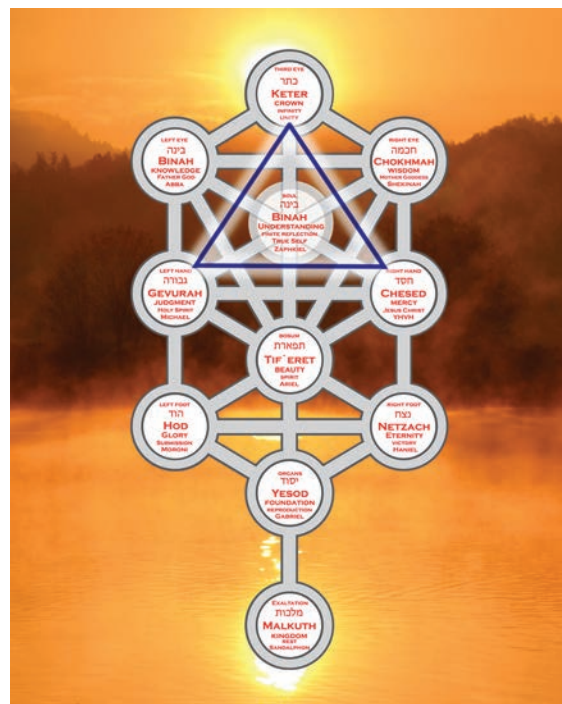 THIRD EYE
כתר
KETER
CROWN
INFINITY
UNITY
LEFT EYE
בינה
BINAH
KNOWLEDGE
FATHER GOD
ABBA
RIGHT EYE
חכמה
CHOKHMAH
WISDOM
MOTHER GODDESS
SHEKINAH
SOUL
בינה
BINAH
UNDERSTANDING
FINITE REFLECTION
TRUE SELF
ZAPHKIEL
LEFT HAND
גבורה
GEVURAH
JUDGMENT
HOLY SPIRIT
MICHAEL
RIGHT HAND
חסד
CHESED
MERCY
JESUS CHRIST
YHVH
BOSUM
תפארת
TIF´ERET
BEAUTY
SPIRIT
ARIEL
LEFT FOOT
הוד
HOD
GLORY
SUBMISSION
MORONI
RIGHT FOOT
נצח
NETZACH
ETERNITY
VICTORY
HANIEL
ORGANS
יסוד
YESOD
FOUNDATION
REPRODUCTION
GABRIEL
EXALTATION
מלכות
MALKUTH
KINGDOM
REST
SANDALPHON